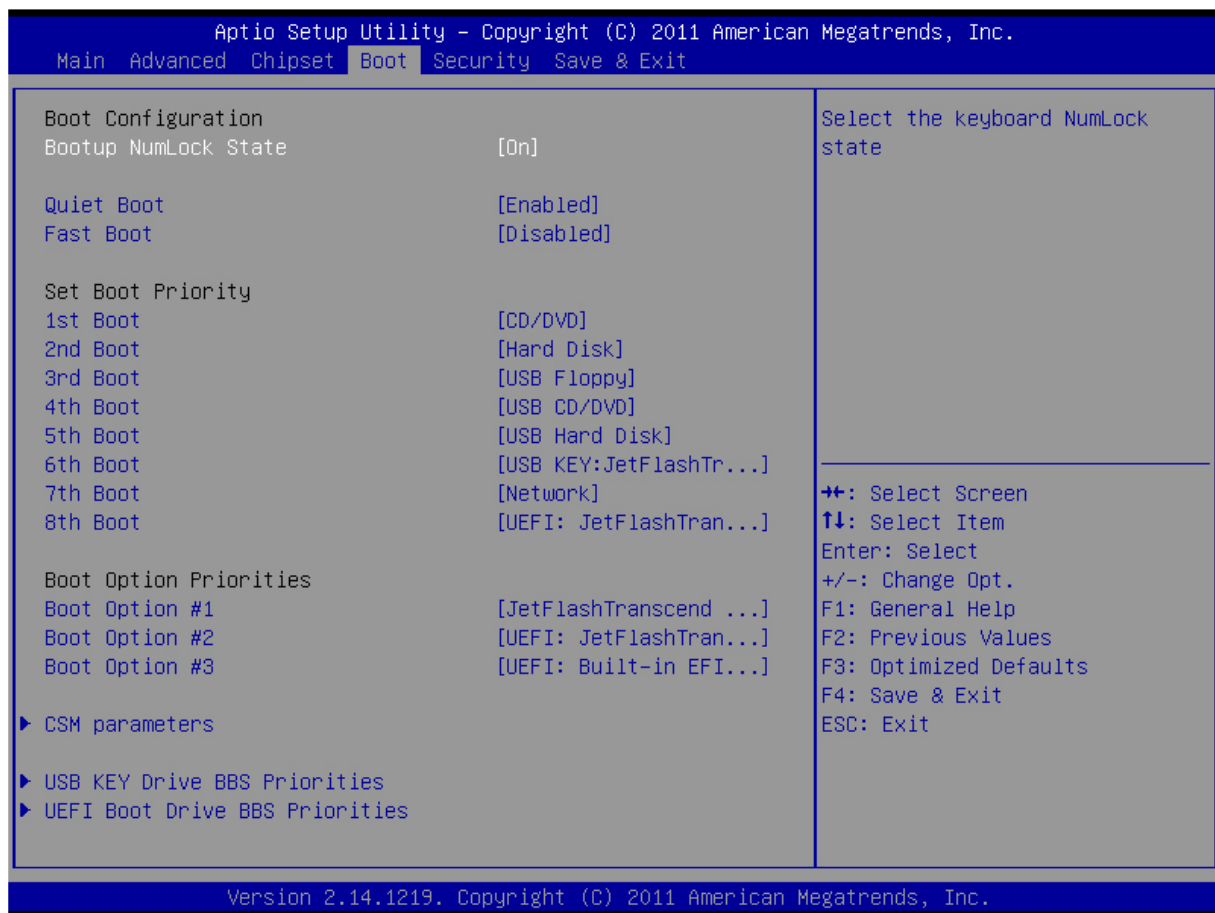 Aptio Setup Utility – Copyright (C) 2011 American Megatrends, Inc.
Main Advanced Chipset Boot Security Save & Exit
Boot Configuration
Bootup NumLock State [On]
Quiet Boot [Enabled]
Fast Boot [Disabled]
Set Boot Priority
1st Boot [CD/DVD]
2nd Boot [Hard Disk]
3rd Boot [USB Floppy]
4th Boot [USB CD/DVD]
5th Boot [USB Hard Disk]
6th Boot [USB KEY:JetFlashTr...]
7th Boot [Network]
8th Boot [UEFI: JetFlashTran...]
Boot Option Priorities
Boot Option #1 [JetFlashTranscend ...]
Boot Option #2 [UEFI: JetFlashTran...]
Boot Option #3 [UEFI: Built-in EFI...]
▶ CSM parameters
▶ USB KEY Drive BBS Priorities
▶ UEFI Boot Drive BBS Priorities
Select the keyboard NumLock
state
→←: Select Screen
↑↓: Select Item
Enter: Select
+/-: Change Opt.
F1: General Help
F2: Previous Values
F3: Optimized Defaults
F4: Save & Exit
ESC: Exit
Version 2.14.1219. Copyright (C) 2011 American Megatrends, Inc.